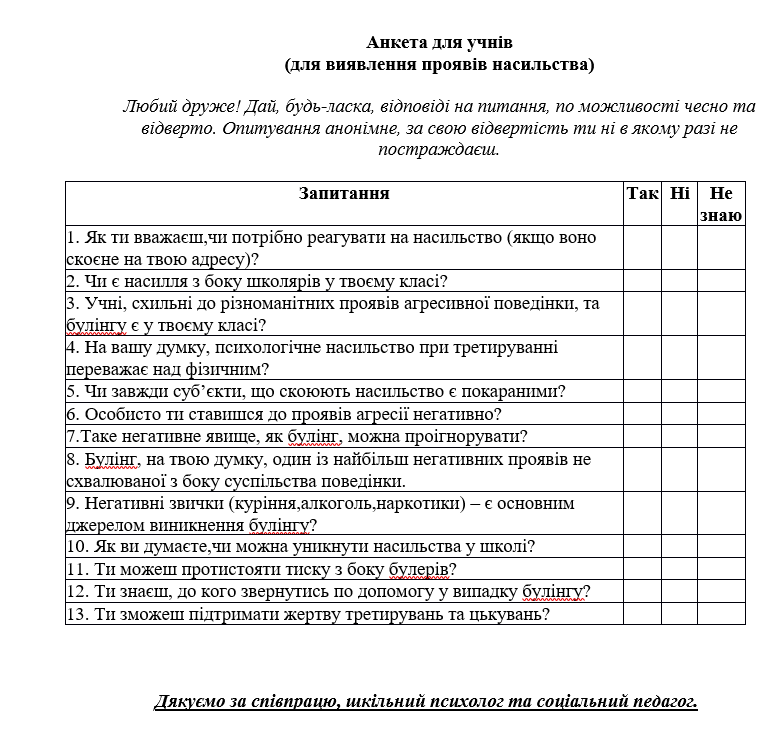 Анкета для учнів
(для виявлення проявів насильства)
Любий друже! Дай, будь-ласка, відповіді на питання, по можливості чесно та
відверто. Опитування анонімне, за свою відвертість ти ні в якому разі не
постраждаєш.
Запитання Так Ні Не
знаю
1. Як ти вважаєш,чи потрібно реагувати на насильство (якщо воно
скоєне на твою адресу)?
2. Чи є насилля з боку школярів у твоєму класі?
3. Учні, схильні до різноманітних проявів агресивної поведінки, та
булінгу є у твоєму класі?
4. На вашу думку, психологічне насильство при третируванні
переважає над фізичним?
5. Чи завжди суб’єкти, що скоюють насильство є покараними?
6. Особисто ти ставишся до проявів агресії негативно?
7.Таке негативне явище, як булінг, можна проігнорувати?
8. Булінг, на твою думку, один із найбільш негативних проявів не
схвалюваної з боку суспільства поведінки.
9. Негативні звички (куріння,алкоголь,наркотики) – є основним
джерелом виникнення булінгу?
10. Як ви думаєте,чи можна уникнути насильства у школі?
11. Ти можеш протистояти тиску з боку булерів?
12. Ти знаєш, до кого звернутись по допомогу у випадку булінгу?
13. Ти зможеш підтримати жертву третирувань та цькувань?
Дякуємо за співпрацю, шкільний психолог та соціальний педагог.